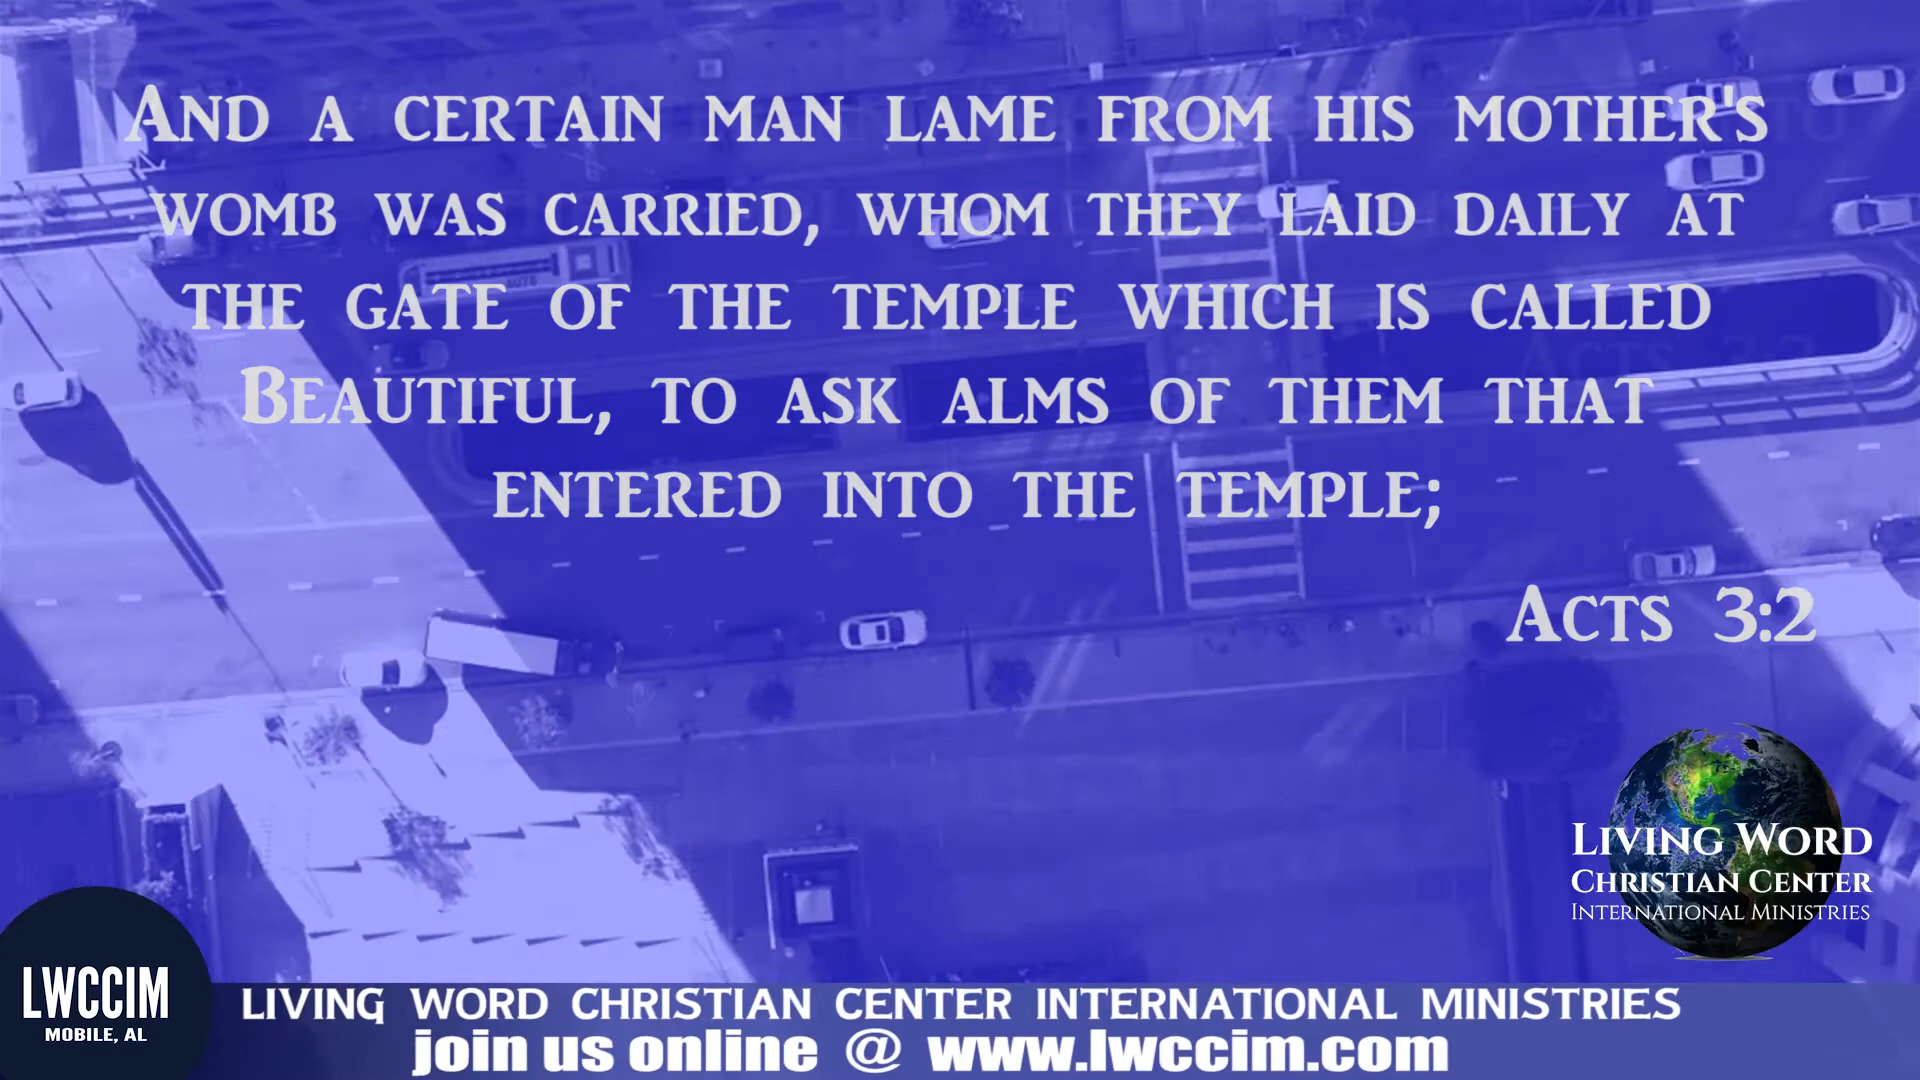 And a certain man lame from his mother's
womb was carried, whom they laid daily at
the gate of the temple which is called
Beautiful, to ask alms of them that
entered into the temple;
Acts 3:2
Living Word
Christian Center
International Ministries
LWCCIM
MOBILE, AL
LIVING WORD CHRISTIAN CENTER INTERNATIONAL MINISTRIES
join us online @ www.lwccim.com